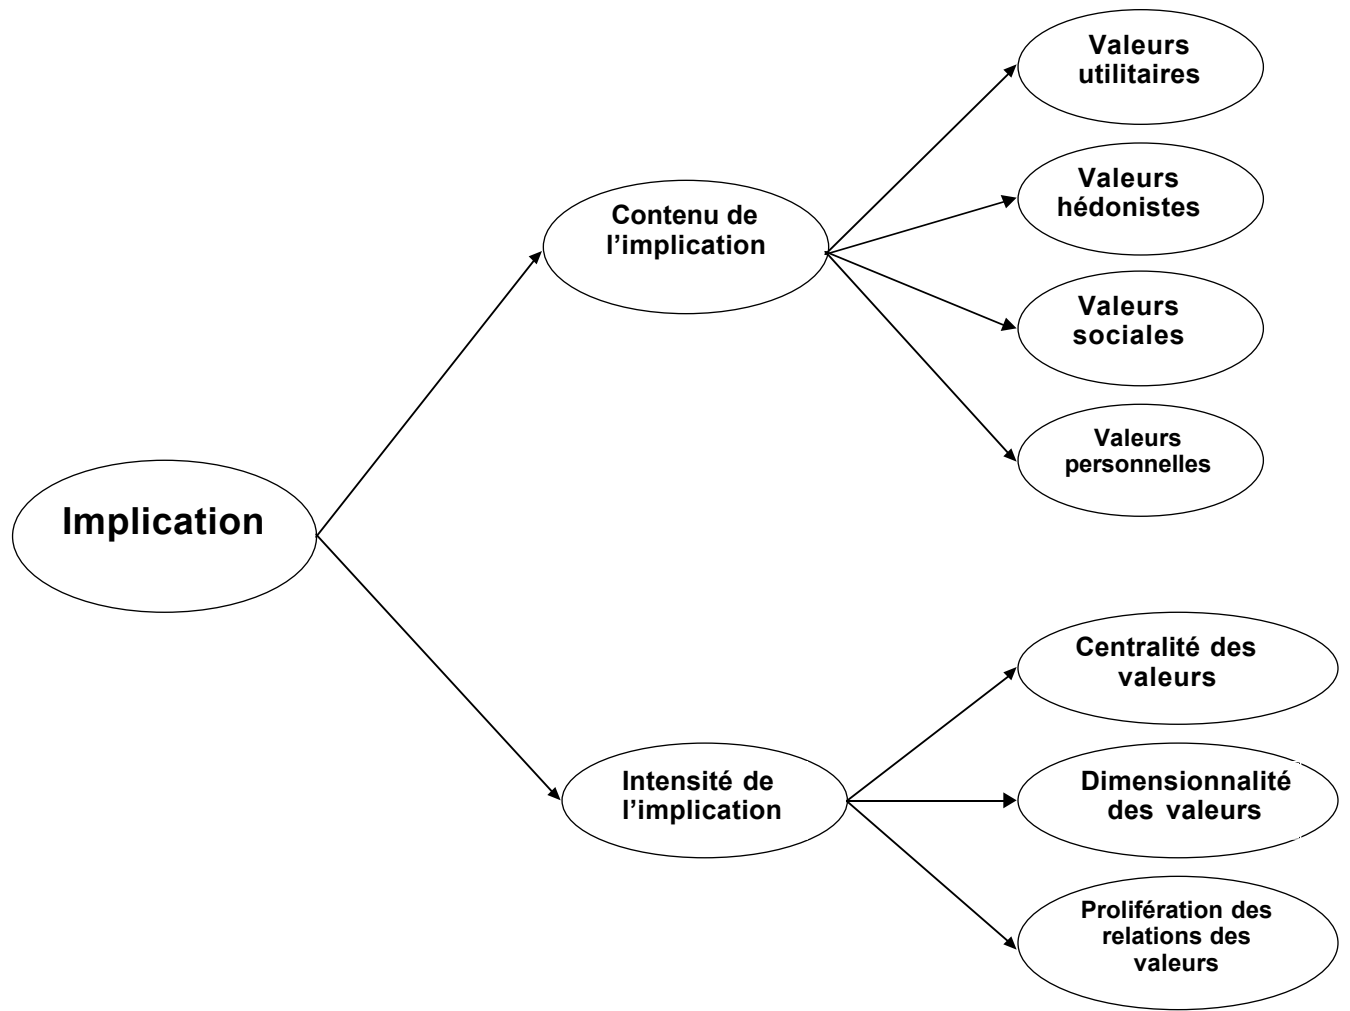 Valeurs
utilitaires
Valeurs
hédonistes
Contenu de
l’implication
Valeurs
sociales
Valeurs
personnelles
Implication
Centralité des
valeurs
Intensité de
l’implication
Dimensionnalité
des valeurs
Prolifération des
relations des
valeurs